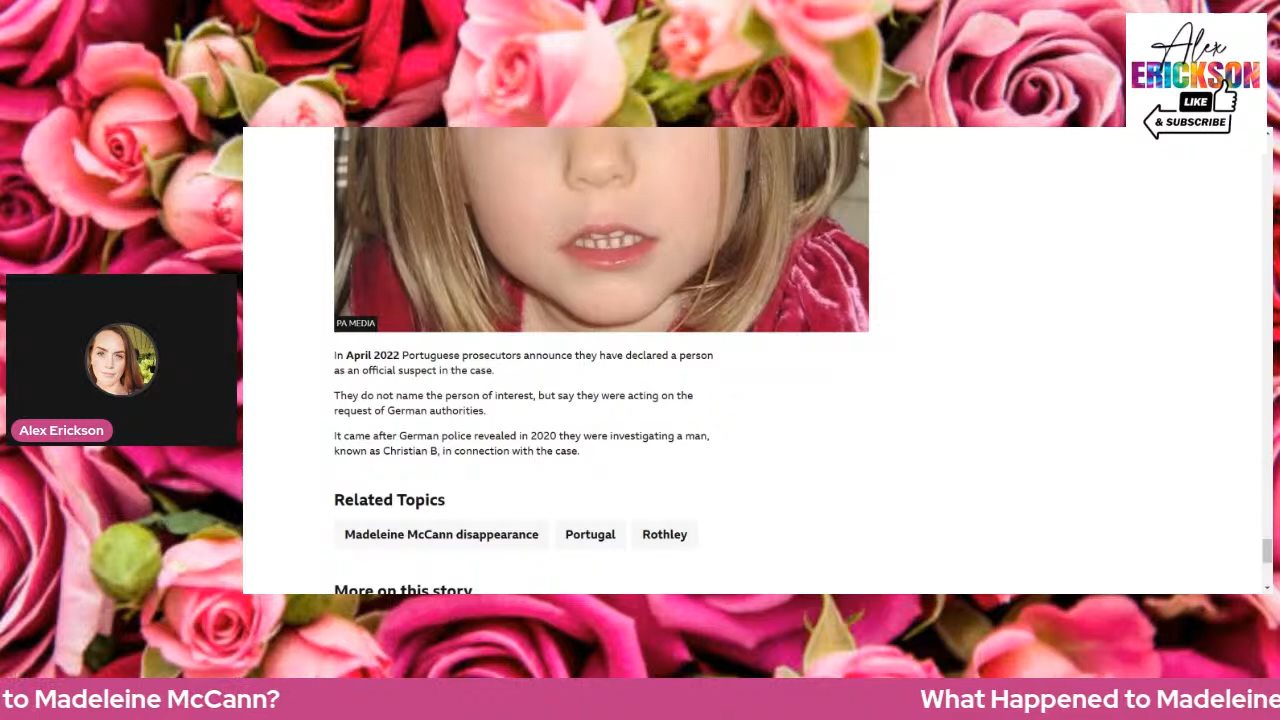 Alex
ERICKSON
LIKE
& SUBSCRIBE
PA MEDIA
In April 2022 Portuguese prosecutors announce they have declared a person
as an official suspect in the case.
They do not name the person of interest, but say they were acting on the
request of German authorities.
It came after German police revealed in 2020 they were investigating a man,
known as Christian B, in connection with the case.
Related Topics
Madeleine McCann disappearance
Portugal
Rothley
More on this story
Alex Erickson
to Madeleine McCann?
What Happened to Madeleine